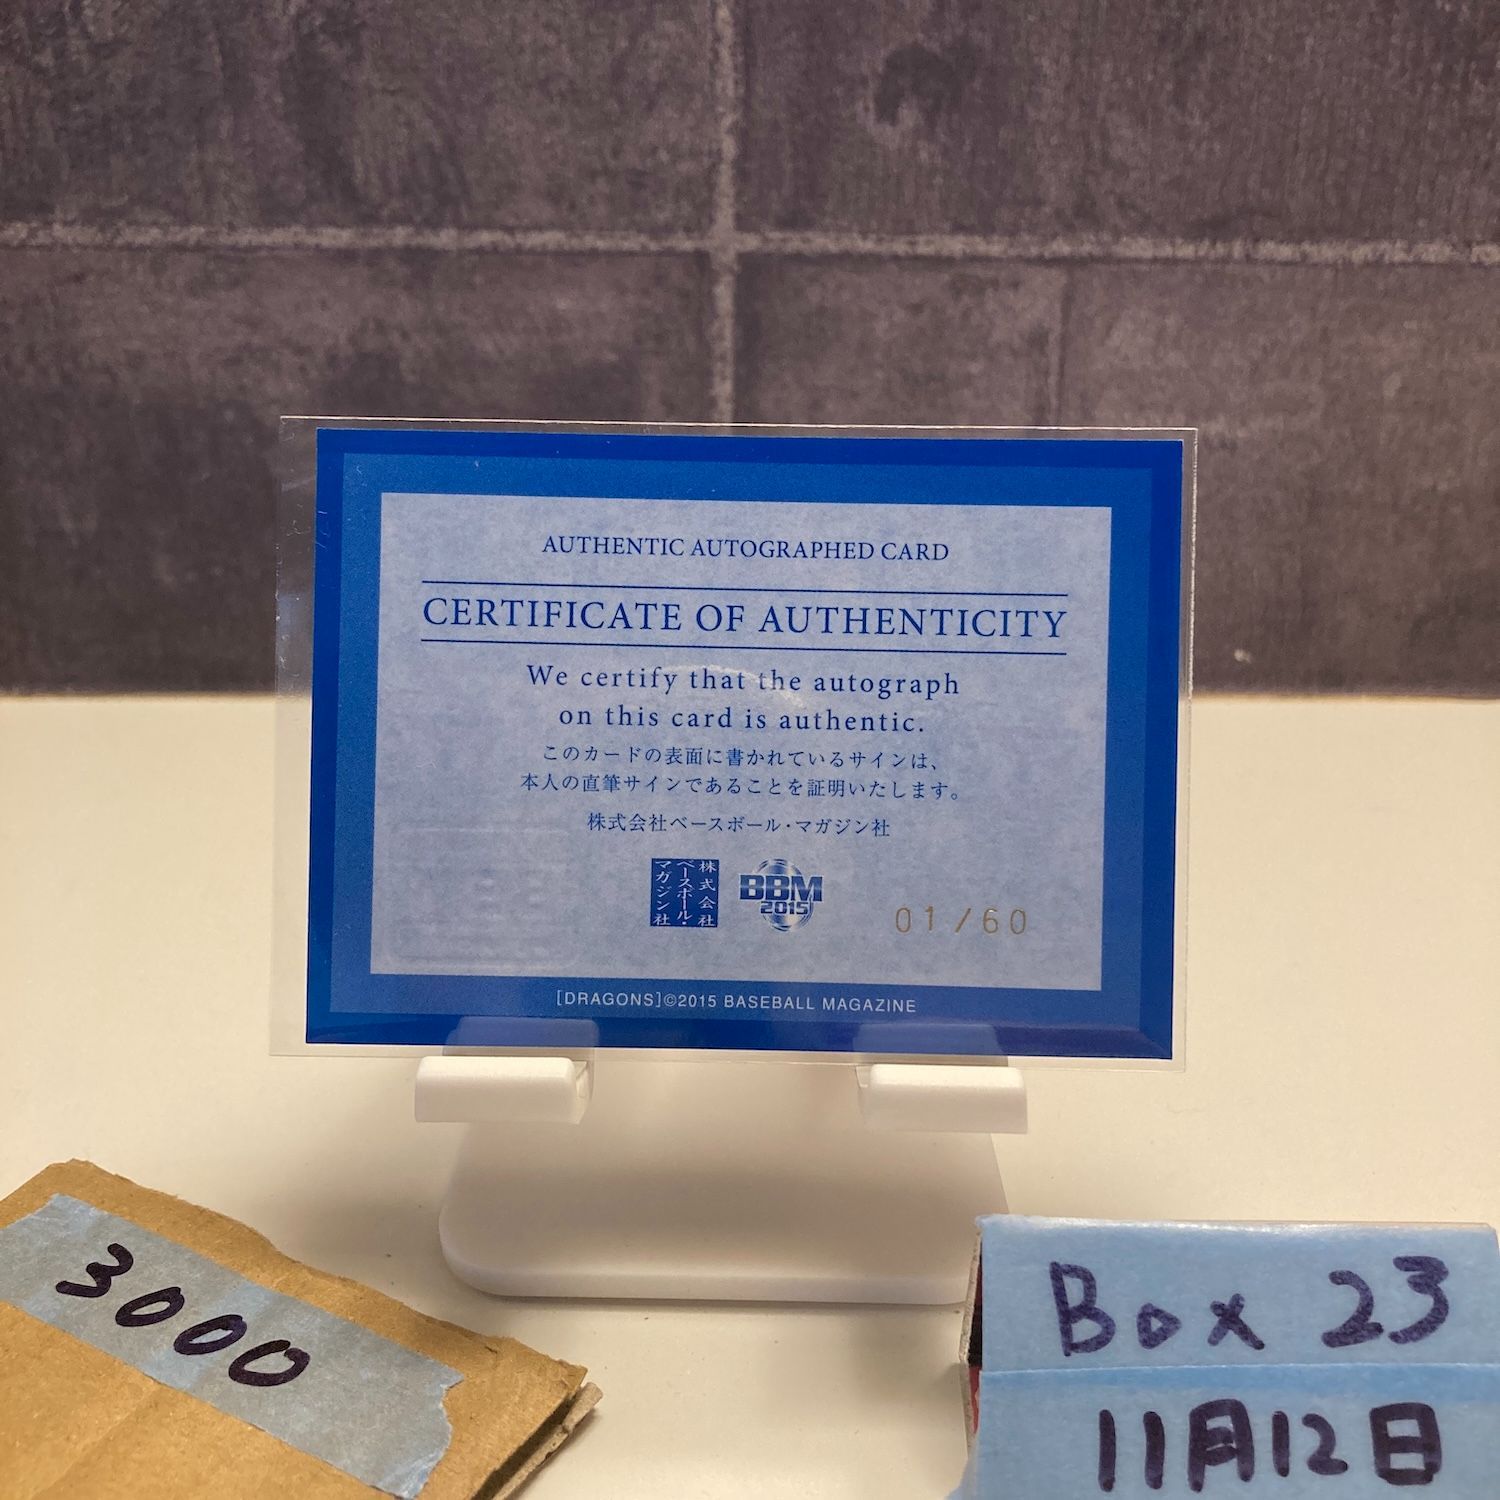 AUTHENTIC AUTOGRAPHED CARD
CERTIFICATE OF AUTHENTICITY
We certify that the autograph
on this card is authentic.
このカードの表面に書かれているサインは、
本人の直筆サインであることを証明いたします。
株式会社ベースボール・マガジン社
株式会社
ベースボール・
マガジン社
BBM
2015
01/60
[DRAGONS]©2015 BASEBALL MAGAZINE
3000
Box 23
11月12日